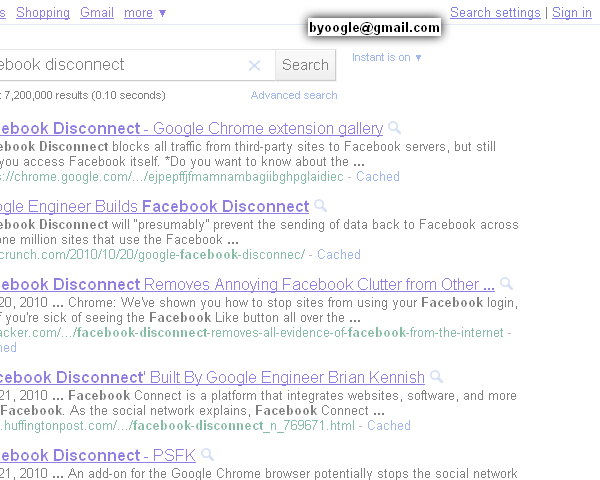 Shopping Gmail more ▼ Search settings | Sign in
byoogle@gmail.com
ebook disconnect × Search Instant is on ▼
7,200,000 results (0.10 seconds) Advanced search
ebook Disconnect - Google Chrome extension gallery
ebook Disconnect blocks all traffic from third-party sites to Facebook servers, but still
you access Facebook itself. *Do you want to know about the ...
s://chrome.google.com/.../ejpepffjfmamnambagiibghpglaidiec - Cached
ogle Engineer Builds Facebook Disconnect
ebook Disconnect will "presumably" prevent the sending of data back to Facebook across
one million sites that use the Facebook ...
crunch.com/2010/10/20/google-facebook-disconnec/ - Cached
ebook Disconnect Removes Annoying Facebook Clutter from Other ...
20, 2010 ... Chrome: We've shown you how to stop sites from using your Facebook login,
f you're sick of seeing the Facebook Like button all over the ...
acker.com/.../facebook-disconnect-removes-all-evidence-of-facebook-from-the-internet -
hed
cebook Disconnect' Built By Google Engineer Brian Kennish
21, 2010 ... Facebook Connect is a platform that integrates websites, software, and more
Facebook. As the social network explains, Facebook Connect ...
.huffingtonpost.com/.../facebook-disconnect_n_769671.html - Cached
ebook Disconnect - PSFK
21, 2010 ... An add-on for the Google Chrome browser potentially stops the social network